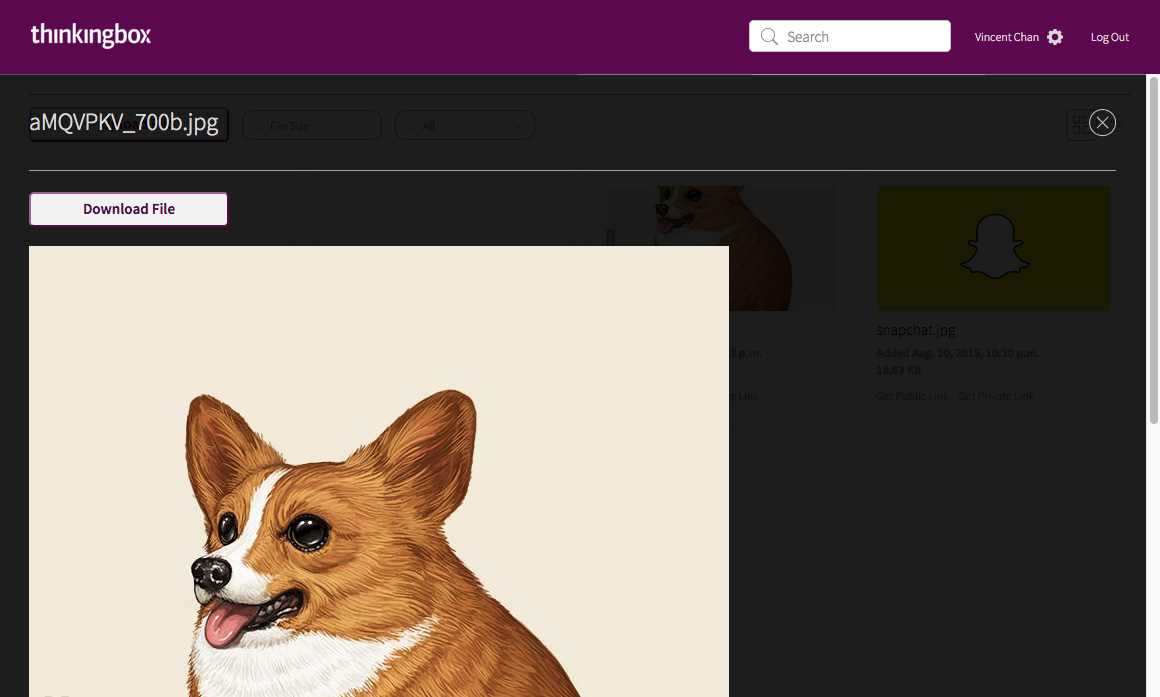 thinkingbox
Search
Vincent Chan
Log Out
aMQVPKV_700b.jpg
File Size
All
Download File
snapchat.jpg
3 p.m.
Added Aug. 20, 2015, 10:20 p.m.
18.63 KB
Link
Get Public Link Get Private Link